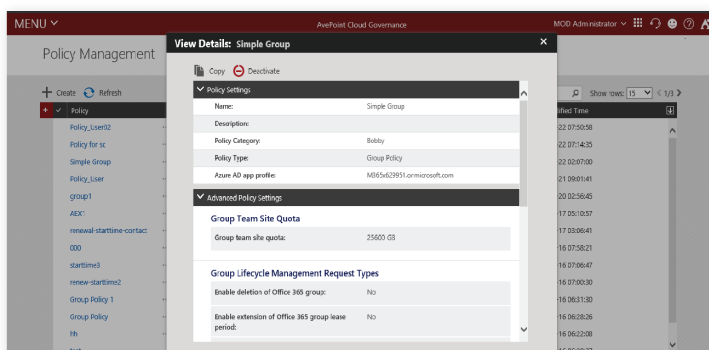 MENU
AvePoint Cloud Governance
MOD Administrator
Policy Management
View Details: Simple Group
Copy Deactivate
Create Refresh
Show rows: 15 1/3
Policy
ified Time
Policy Settings
Name: Simple Group
Description:
Policy Category: Bobby
Policy Type: Group Policy
Azure AD app profile: M365x629951.onmicrosoft.com
Advanced Policy Settings
Group Team Site Quota
Group team site quota: 25600 GB
Group Lifecycle Management Request Types
Enable deletion of Office 365 group: No
Enable extension of Office 365 group lease period: No
Policy_User02 -22 07:50:58
Policy for sc -22 07:14:35
Simple Group -22 02:07:00
Policy_User -21 09:01:41
group1 -20 02:56:45
AEX1 -17 05:10:57
renewal-starttime-contact -17 03:06:41
000 -16 07:58:21
starttime3 -16 07:06:47
renew-starttime2 -16 07:00:30
Group Policy 1 -16 06:31:30
Group Policy -16 06:28:26
hh -16 06:22:08